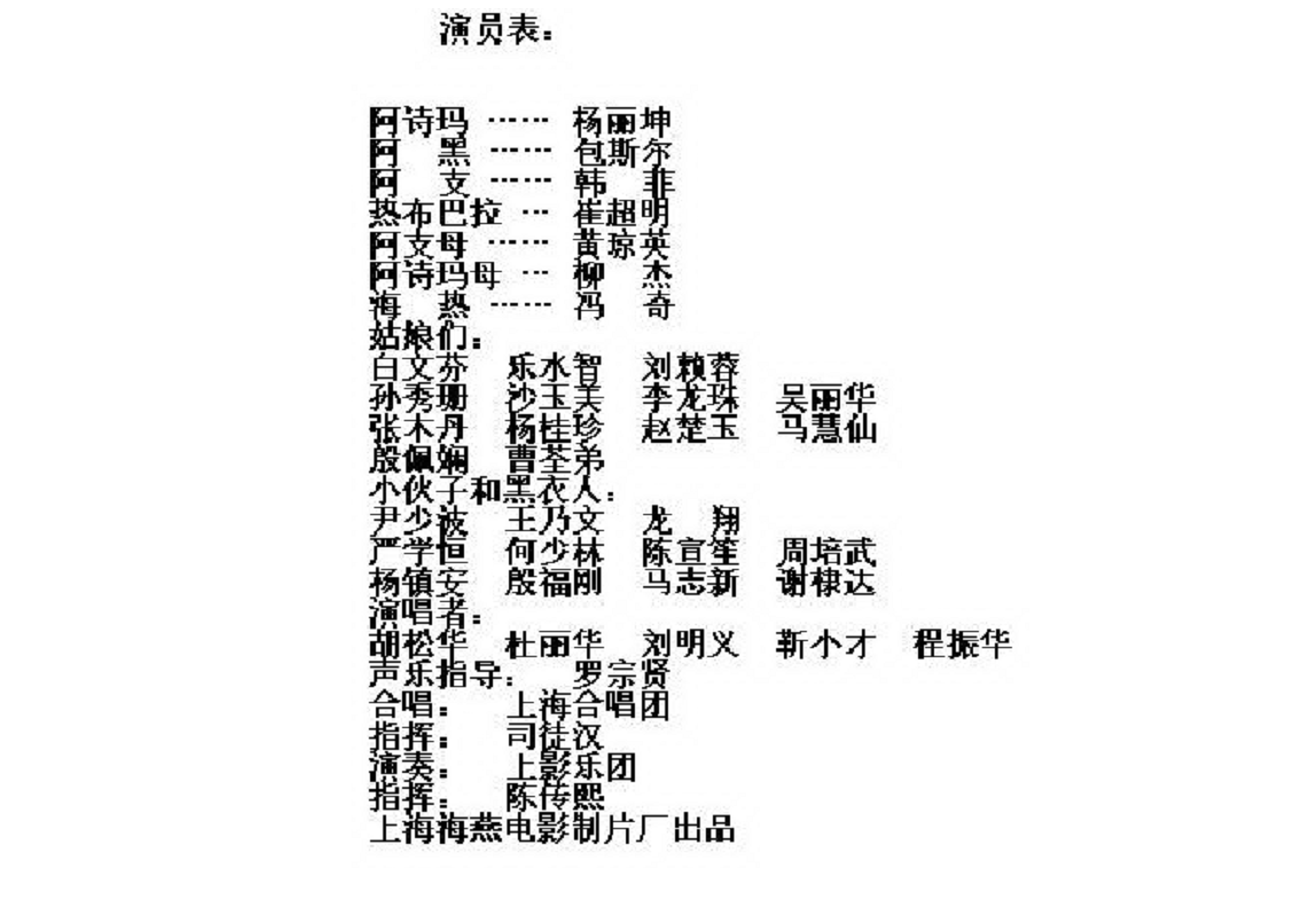 演员表：
阿诗玛 …… 杨丽坤
阿　黑 …… 包斯尔
阿　支 …… 韩　非
热布巴拉 … 崔超明
阿支母 …… 黄琼英
阿诗玛母 … 柳　杰
海　热 …… 冯　奇
姑娘们：
白文芬　乐水智　刘赖蓉
孙秀珊　沙玉美　李龙珠　吴丽华
张木丹　杨桂珍　赵楚玉　马慧仙
殷佩娴　曹荃弟
小伙子和黑衣人：
尹少波　王乃文　龙　翔
严学恒　何少林　陈宣笙　周培武
杨镇安　殷福刚　马志新　谢棣达
演唱者：
胡松华　杜丽华　刘明义　靳小才　程振华
声乐指导：　罗宗贤
合唱：　上海合唱团
指挥：　司徒汉
演奏：　上影乐团
指挥：　陈传熙
上海海燕电影制片厂出品